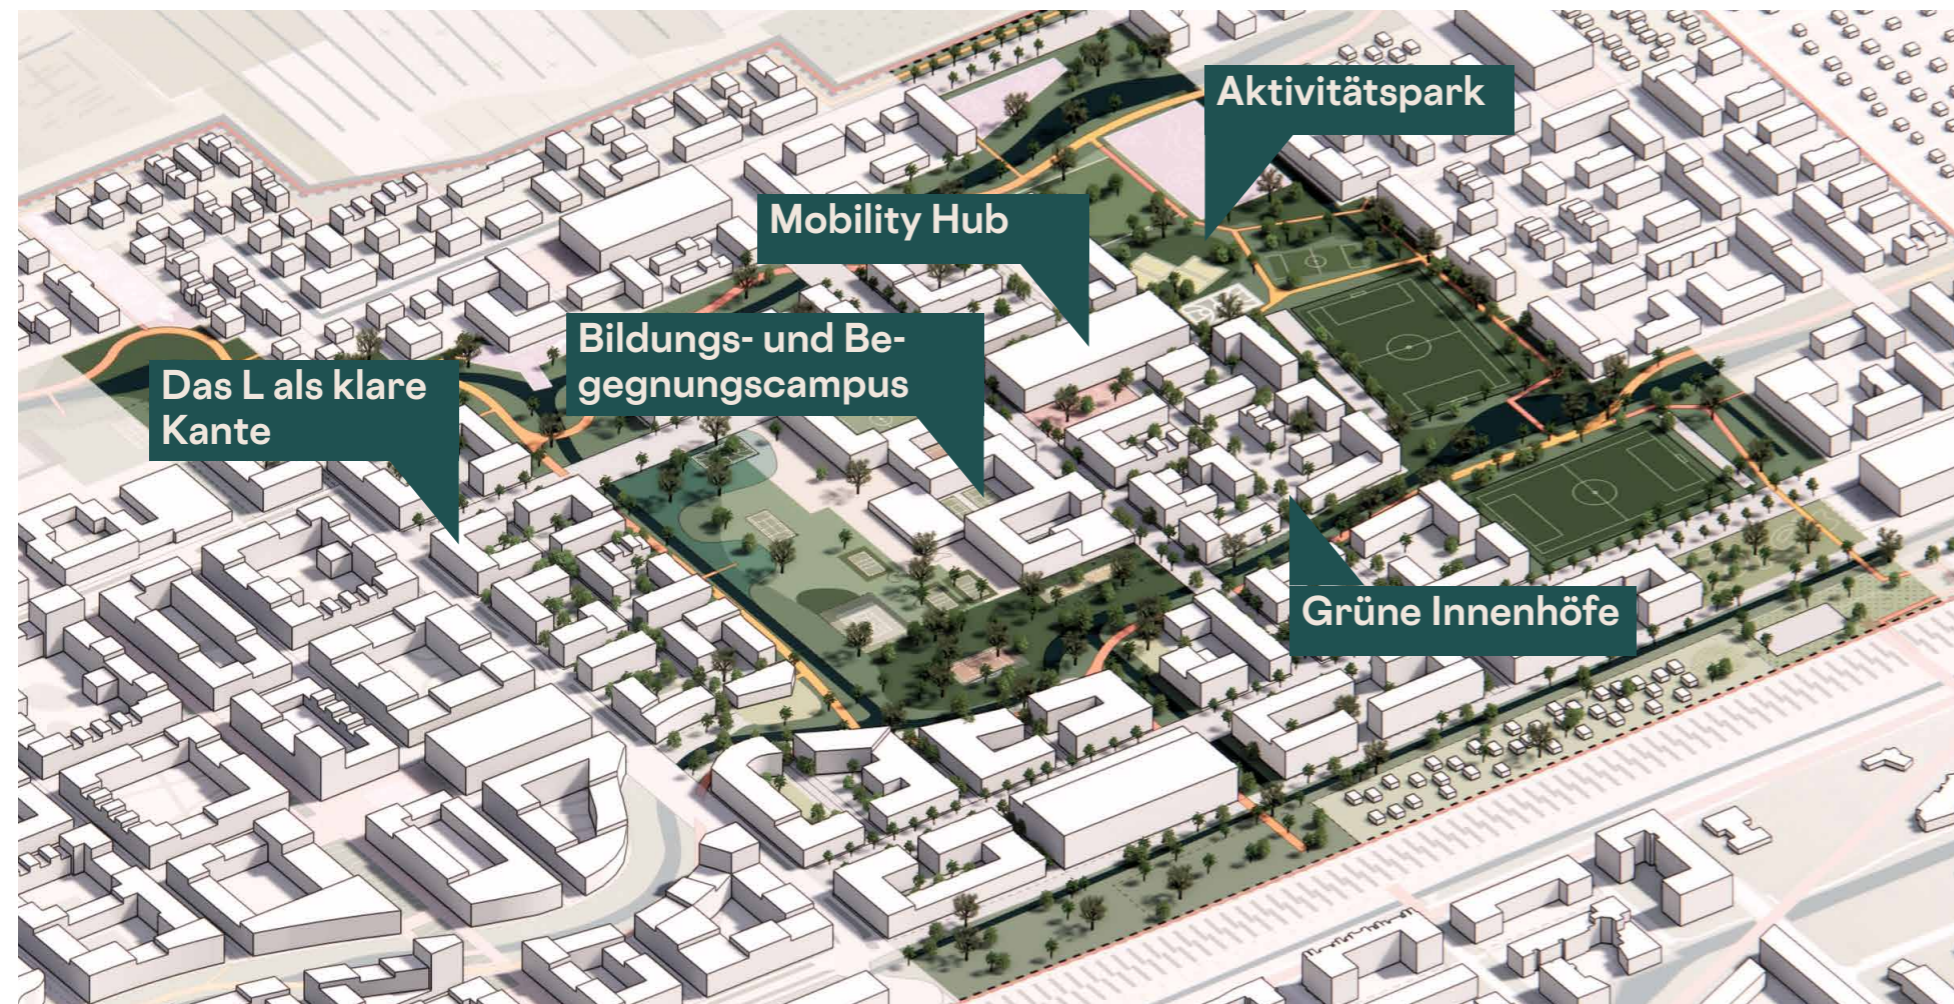 Aktivitätspark
Mobility Hub
Bildungs- und Be-
gegnungscampus
Das L als klare
Kante
Grüne Innenhöfe